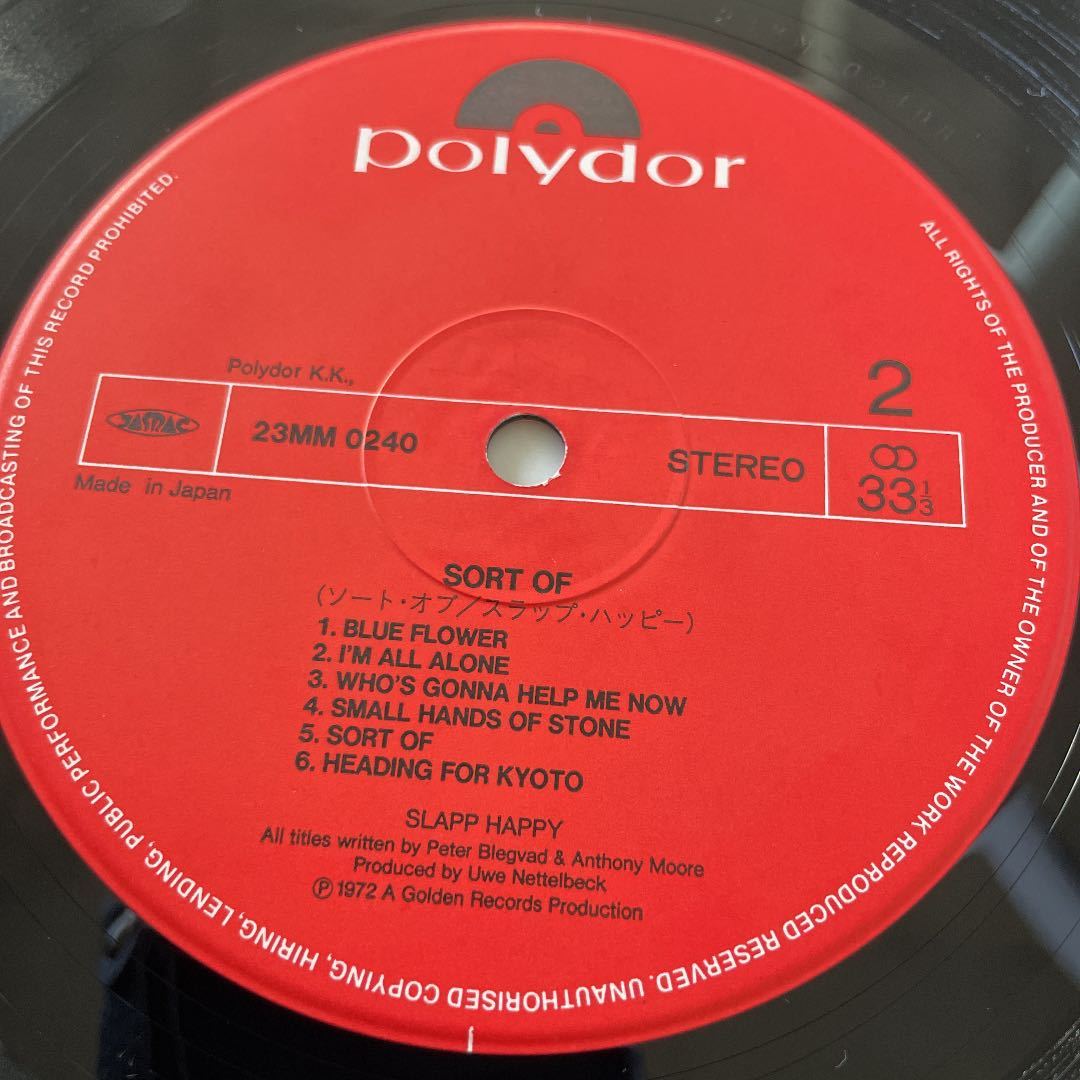 polydor
Polydor K.K.,
JASRAC
23MM 0240
STEREO
2
33 1/3
Made in Japan
SORT OF
(ソート・オブ/スラップ・ハッピー)
1. BLUE FLOWER
2. I'M ALL ALONE
3. WHO'S GONNA HELP ME NOW
4. SMALL HANDS OF STONE
5. SORT OF
6. HEADING FOR KYOTO
SLAPP HAPPY
All titles written by Peter Blegvad & Anthony Moore
Produced by Uwe Nettelbeck
Ⓟ 1972 A Golden Records Production
ALL RIGHTS OF THE PRODUCER AND OF THE OWNER OF THE WORK REPRODUCED RESERVED. UNAUTHORISED COPYING, HIRING, LENDING, PUBLIC PERFORMANCE AND BROADCASTING OF THIS RECORD PROHIBITED.